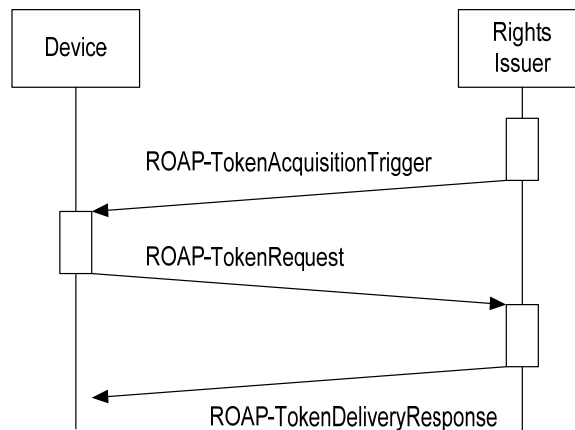 Device
Rights
Issuer
ROAP-TokenAcquisitionTrigger
ROAP-TokenRequest
ROAP-TokenDeliveryResponse